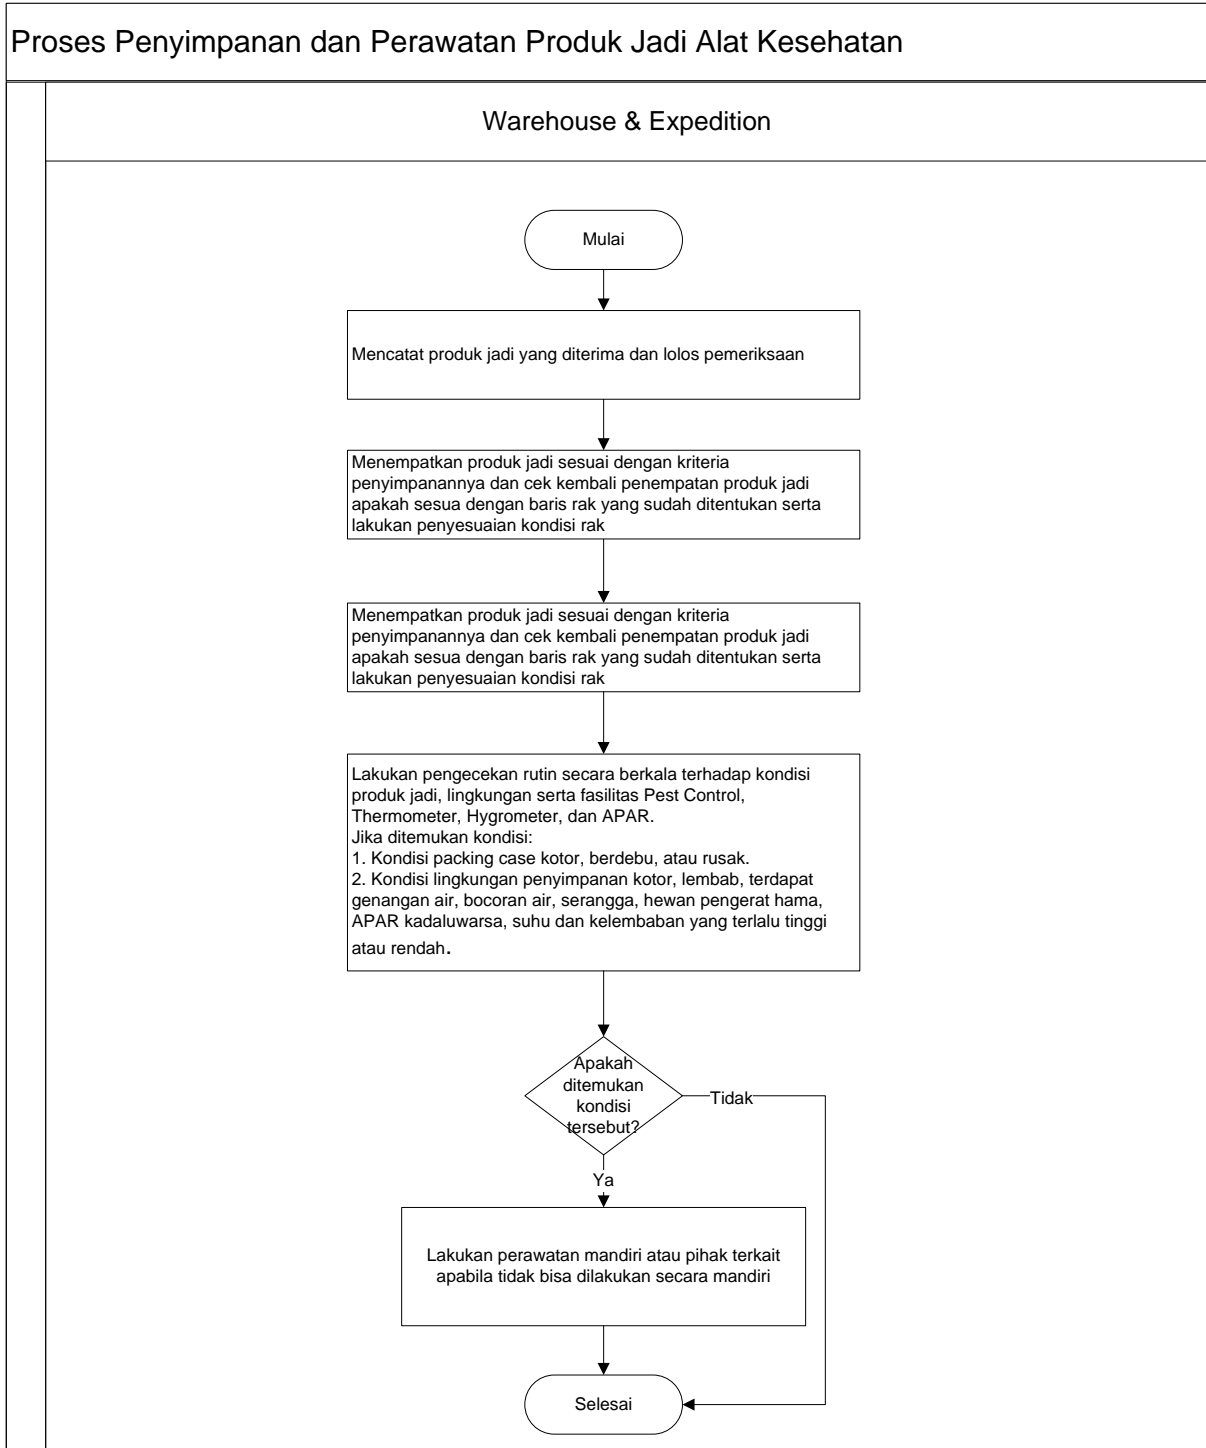 Proses Penyimpanan dan Perawatan Produk Jadi Alat Kesehatan
Warehouse & Expedition
Mulai
Mencatat produk jadi yang diterima dan lolos pemeriksaan
Menempatkan produk jadi sesuai dengan kriteria
penyimpanannya dan cek kembali penempatan produk jadi
apakah sesua dengan baris rak yang sudah ditentukan serta
lakukan penyesuaian kondisi rak
Menempatkan produk jadi sesuai dengan kriteria
penyimpanannya dan cek kembali penempatan produk jadi
apakah sesua dengan baris rak yang sudah ditentukan serta
lakukan penyesuaian kondisi rak
Lakukan pengecekan rutin secara berkala terhadap kondisi
produk jadi, lingkungan serta fasilitas Pest Control,
Thermometer, Hygrometer, dan APAR.
Jika ditemukan kondisi:
1. Kondisi packing case kotor, berdebu, atau rusak.
2. Kondisi lingkungan penyimpanan kotor, lembab, terdapat
genangan air, bocoran air, serangga, hewan pengerat hama,
APAR kadaluwarsa, suhu dan kelembaban yang terlalu tinggi
atau rendah.
Apakah
ditemukan
kondisi
tersebut?
Tidak
Ya
Lakukan perawatan mandiri atau pihak terkait
apabila tidak bisa dilakukan secara mandiri
Selesai